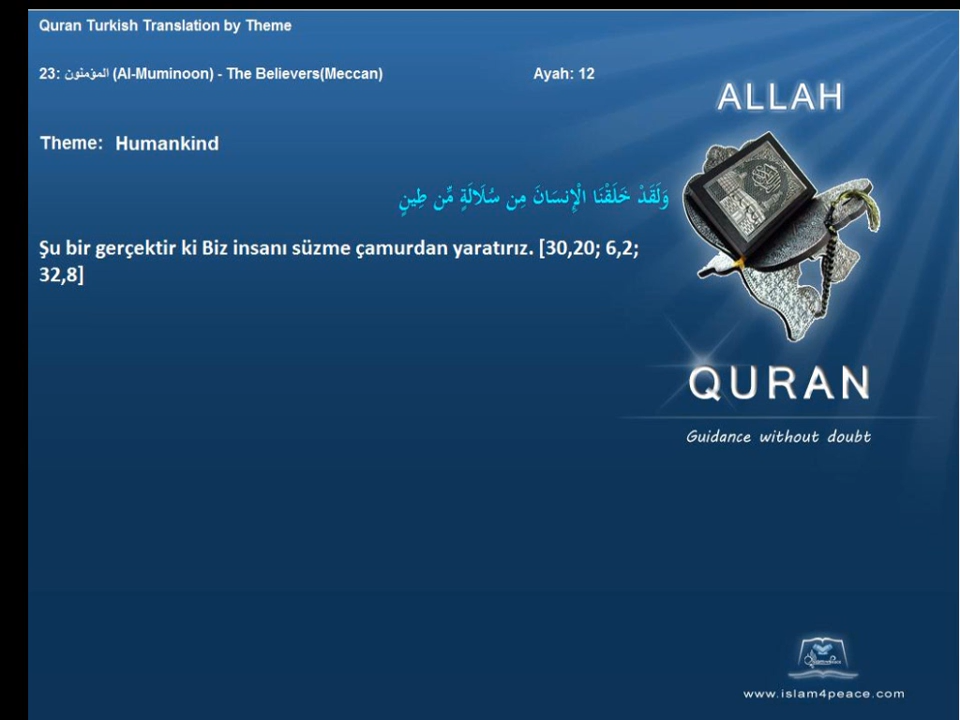 Quran Turkish Translation by Theme
23: المؤمنون (Al-Muminoon) - The Believers(Meccan) Ayah: 12
ALLAH
Theme: Humankind
وَلَقَدْ خَلَقْنَا الْإِنسَانَ مِن سُلَالَةٍ مِّن طِينٍ
Şu bir gerçektir ki Biz insanı süzme çamurdan yaratırız. [30,20; 6,2;
32,8]
QURAN
Guidance without doubt
www.islam4peace.com